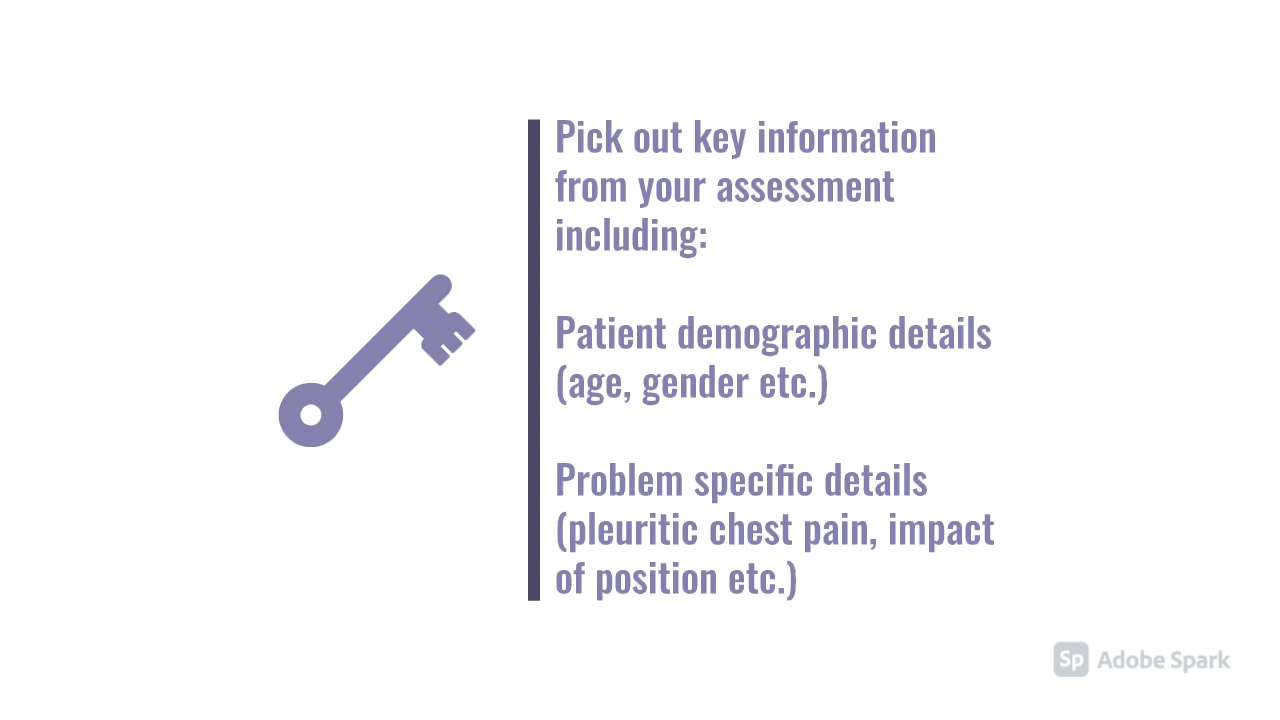 Pick out key information
from your assessment
including:
Patient demographic details
(age, gender etc.)
Problem specific details
(pleuritic chest pain, impact
of position etc.)
Sp Adobe Spark